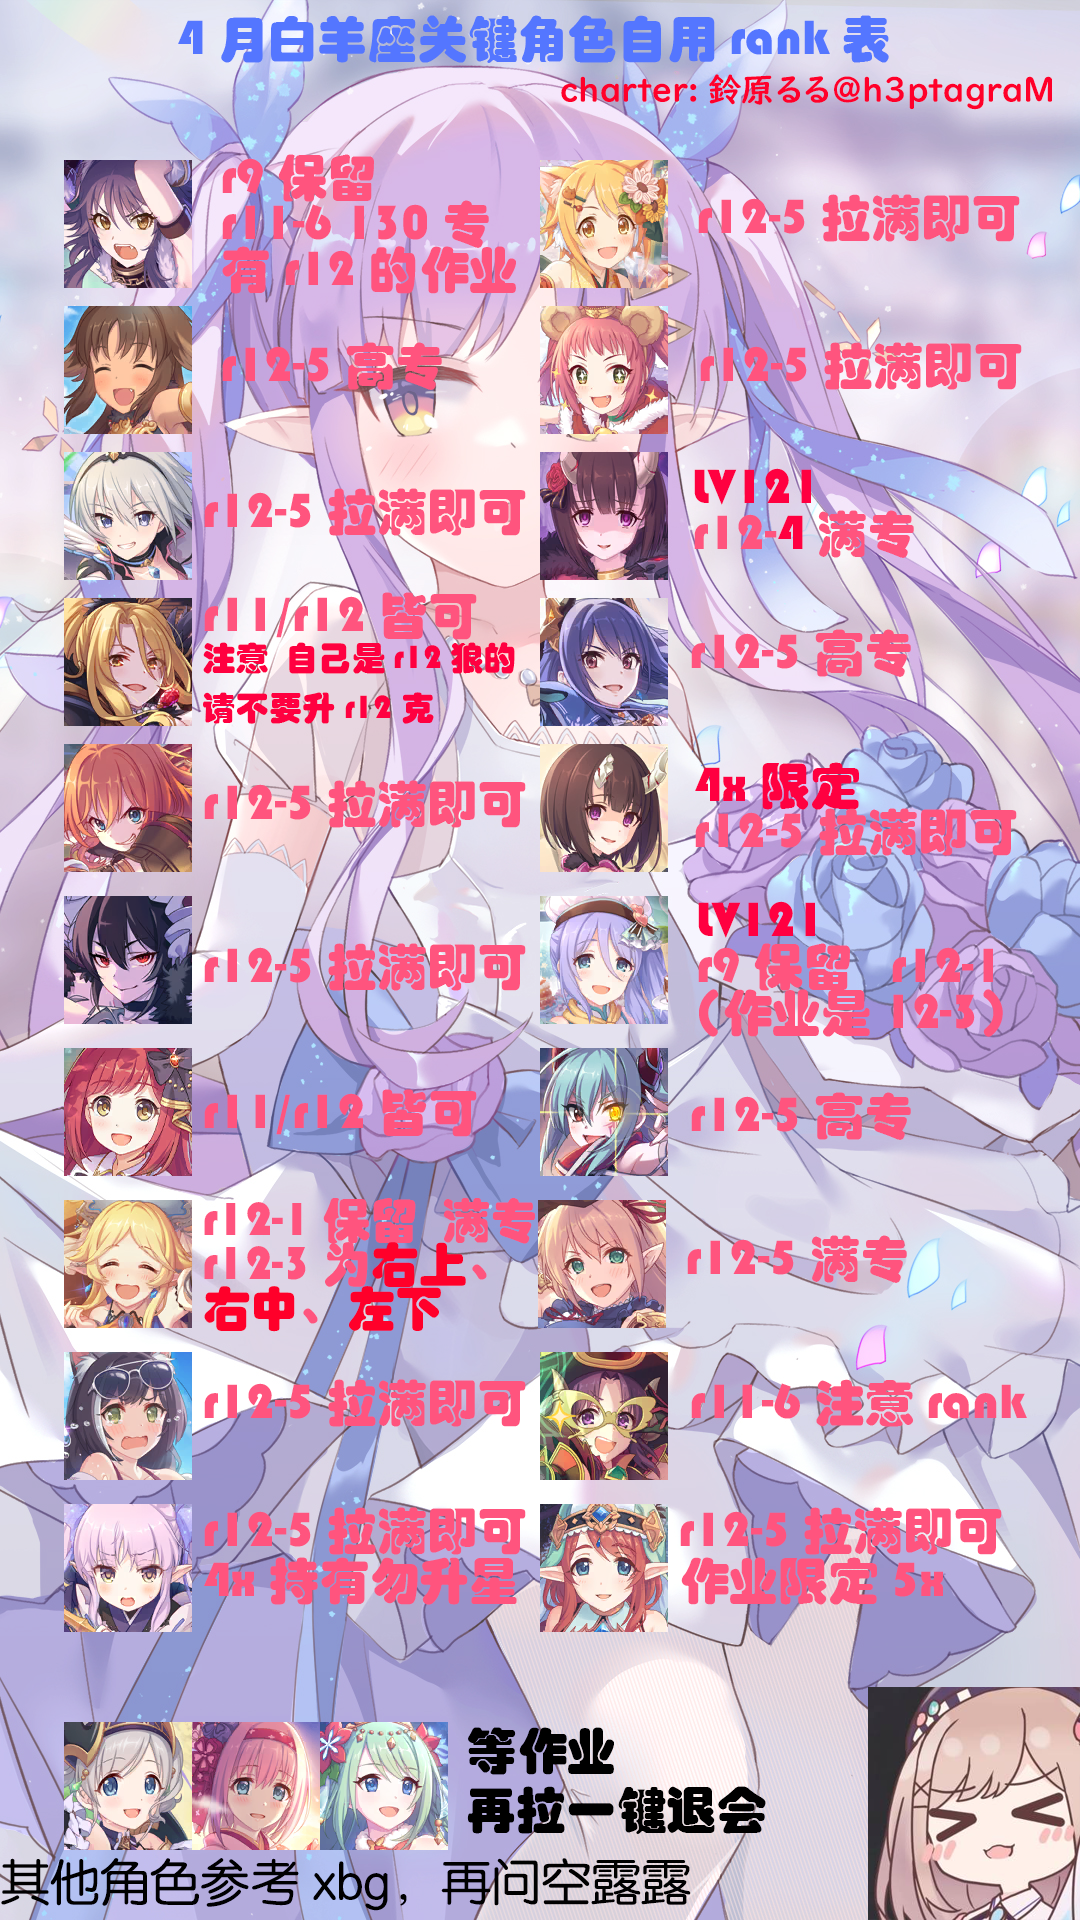 4 月白羊座关键角色自用 rank 表
charter: 鈴原るる@h3ptagraM
r9 保留
r11-6 130 专
有 r12 的作业
r12-5 拉满即可
r12-5 高专
r12-5 拉满即可
r12-5 拉满即可
LV121
r12-4 满专
r11/r12 皆可
注意 自己是 r12 狼的
请不要升 r12 克
r12-5 高专
r12-5 拉满即可
4x 限定
r12-5 拉满即可
r12-5 拉满即可
LV121
r9 保留 r12-1
（作业是 12-3）
r11/r12 皆可
r12-5 高专
r12-1 保留 满专
r12-3 为右上、
右中、左下
r12-5 满专
r12-5 拉满即可
r11-6 注意 rank
r12-5 拉满即可
4x 持有勿升星
r12-5 拉满即可
作业限定 5x
等作业
再拉一键退会
其他角色参考 xbg，再问空露露